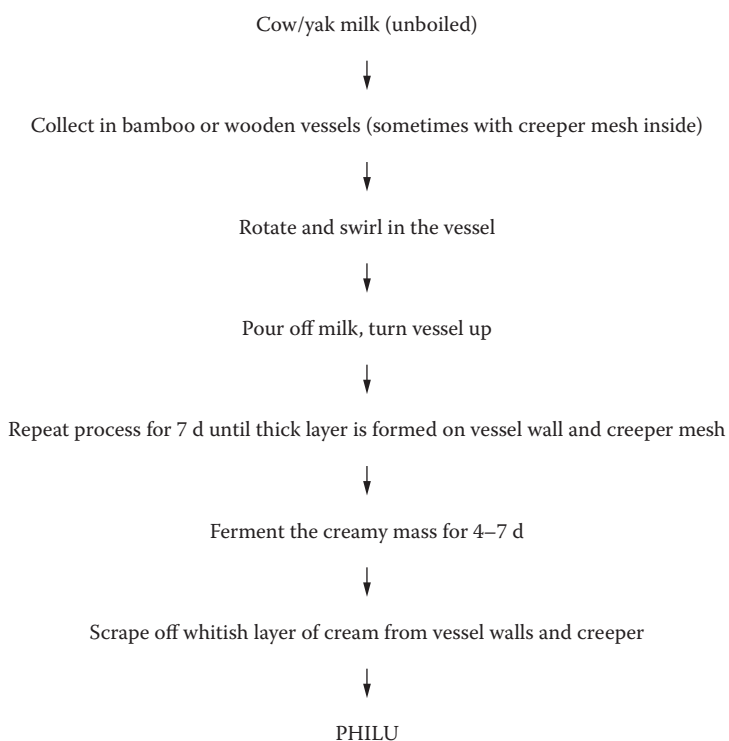 Cow/yak milk (unboiled)
Collect in bamboo or wooden vessels (sometimes with creeper mesh inside)
Rotate and swirl in the vessel
Pour off milk, turn vessel up
Repeat process for 7 d until thick layer is formed on vessel wall and creeper mesh
Ferment the creamy mass for 4–7 d
Scrape off whitish layer of cream from vessel walls and creeper
PHILU